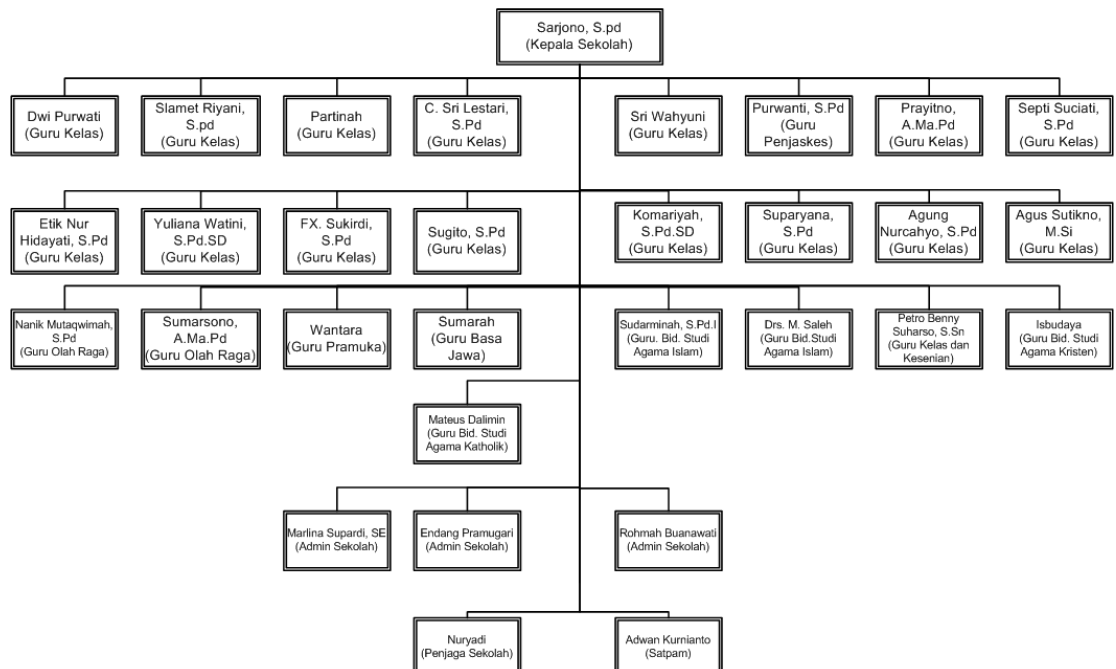 Sarjono, S.pd
(Kepala Sekolah)
Dwi Purwati
(Guru Kelas)
Slamet Riyani,
S.pd
(Guru Kelas)
Partinah
(Guru Kelas)
C. Sri Lestari,
S.Pd
(Guru Kelas)
Sri Wahyuni
(Guru Kelas)
Purwanti, S.Pd
(Guru
Penjaskes)
Prayitno,
A.Ma.Pd
(Guru Kelas)
Septi Suciati,
S.Pd
(Guru Kelas)
Etik Nur
Hidayati, S.Pd
(Guru Kelas)
Yuliana Watini,
S.Pd.SD
(Guru Kelas)
FX. Sukirdi,
S.Pd
(Guru Kelas)
Sugito, S.Pd
(Guru Kelas)
Komariyah,
S.Pd.SD
(Guru Kelas)
Suparyana,
S.Pd
(Guru Kelas)
Agung
Nurcahyo, S.Pd
(Guru Kelas)
Agus Sutikno,
M.Si
(Guru Kelas)
Nanik Mutaqwimah,
S.Pd
(Guru Olah Raga)
Sumarsono,
A.Ma.Pd
(Guru Olah Raga)
Wantara
(Guru Pramuka)
Sumarah
(Guru Basa
Jawa)
Sudarminah, S.Pd.I
(Guru. Bid. Studi
Agama Islam)
Drs. M. Saleh
(Guru Bid.Studi
Agama Islam)
Petro Benny
Suharso, S.Sn
(Guru Kelas dan
Kesenian)
Isbudaya
(Guru Bid. Studi
Agama Kristen)
Mateus Dalimin
(Guru Bid. Studi
Agama Katholik)
Marlina Supardi, SE
(Admin Sekolah)
Endang Pramugari
(Admin Sekolah)
Rohmah Buanawati
(Admin Sekolah)
Nuryadi
(Penjaga Sekolah)
Adwan Kurnianto
(Satpam)